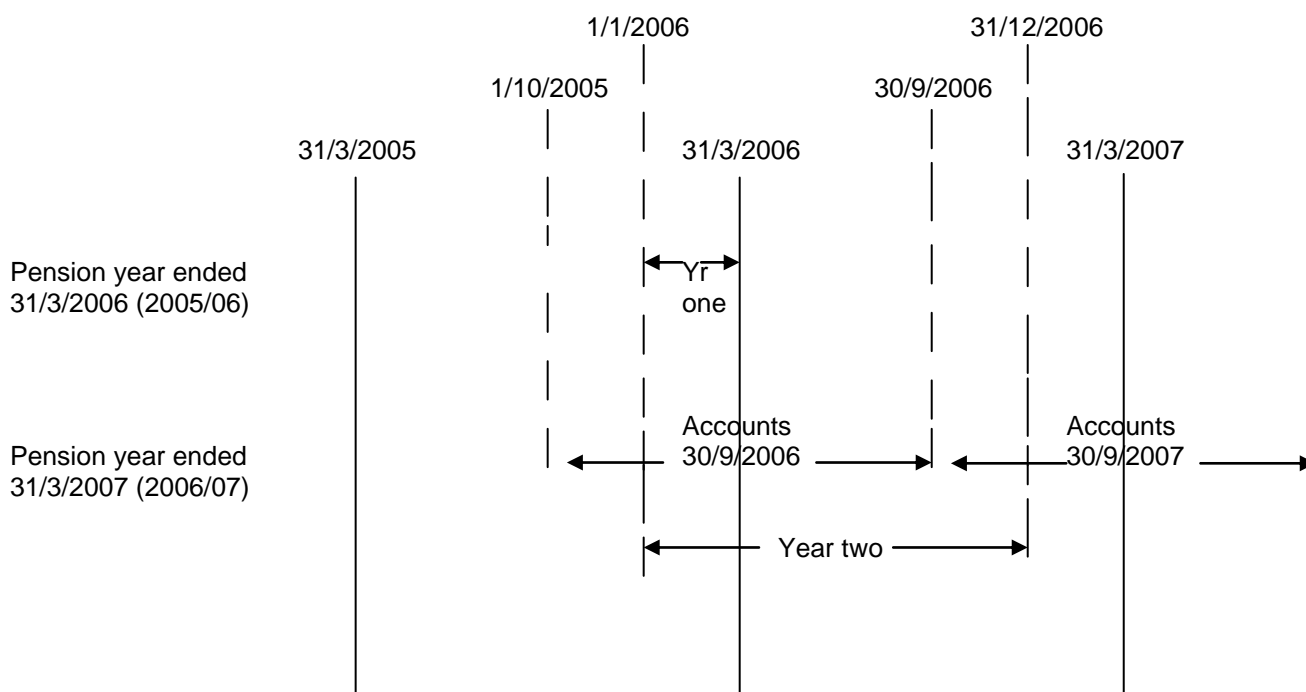 1/1/2006 31/12/2006
1/10/2005 30/9/2006
31/3/2005 31/3/2006 31/3/2007
Pension year ended
31/3/2006 (2005/06)
Yr
one
Pension year ended
31/3/2007 (2006/07)
Accounts
30/9/2006
Accounts
30/9/2007
Year two